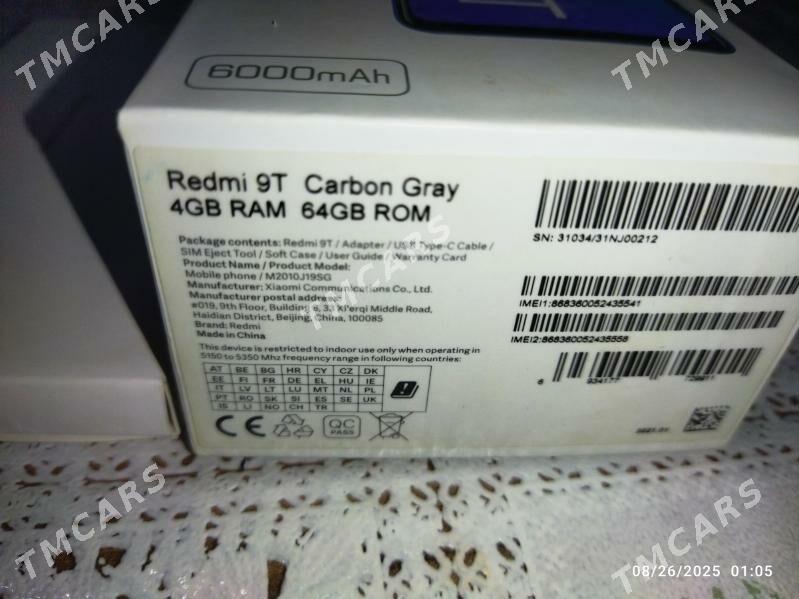 TMCARS
TMCARS
TMCARS
6000mAh
Redmi 9T Carbon Gray
4GB RAM 64GB ROM
Package contents: Redmi 9T / Adapter / USB Type-C Cable /
SIM Eject Tool / Soft Case / User Guide / Warranty Card
Product Name / Product Model:
Mobile phone / M2010J19SG
Manufacturer: Xiaomi Communications Co., Ltd.
Manufacturer postal address:
#019, 9th Floor, Building 6, 33 Xi'erqi Middle Road,
Haidian District, Beijing, China, 100085
Brand: Redmi
Made in China
This device is restricted to indoor use only when operating in
5150 to 5350 Mhz frequency range in following countries:
AT BE BG HR CY CZ DK
EE FI FR DE EL HU IE
IT LV LT LU MT NL PL
PT RO SK SI ES SE UK
IS LI NO CH TR
CE
QC
PASS
SN: 31034/31NJ00212
IMEI1:868360052435541
IMEI2:868360052435558
6 934177
2021.01
TMCARS
TMCARS
TMCARS
TMCARS
08/26/2025 01:05